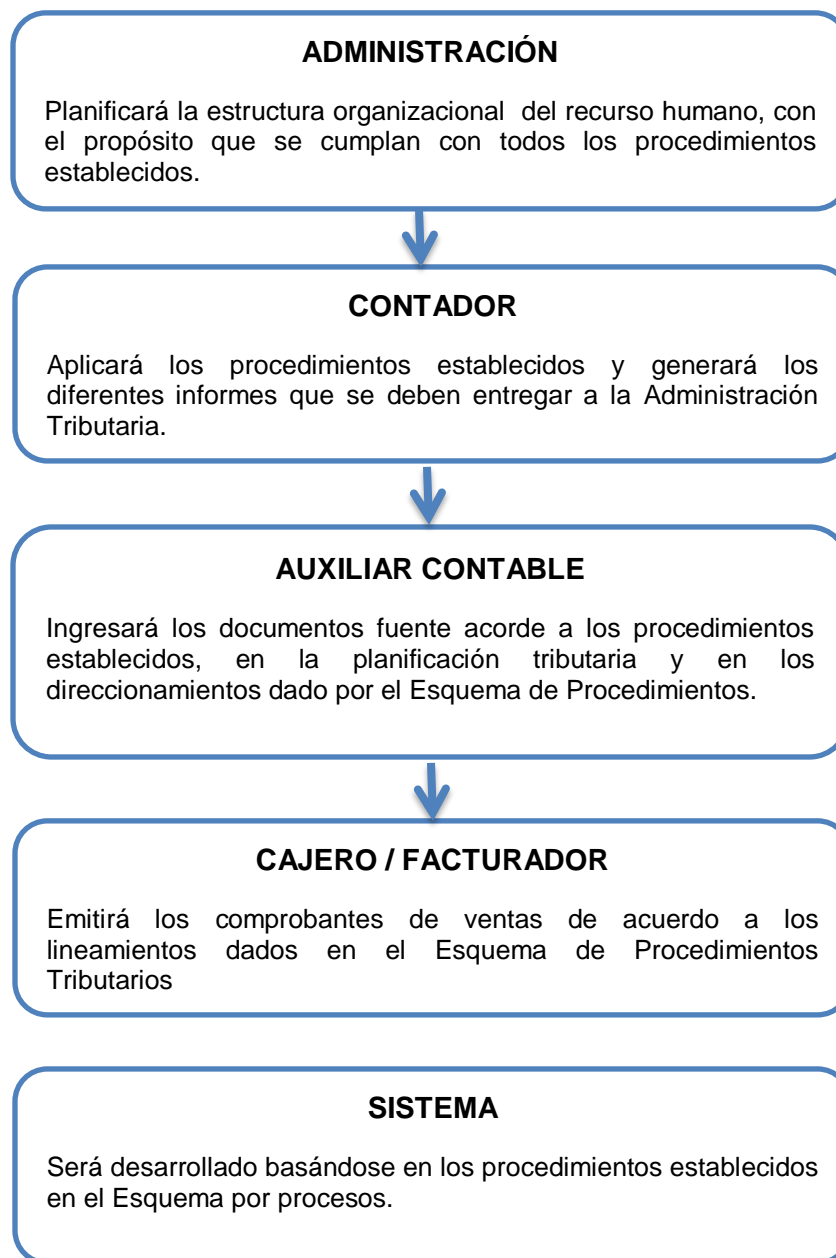 ADMINISTRACIÓN
Planificará la estructura organizacional del recurso humano, con
el propósito que se cumplan con todos los procedimientos
establecidos.
CONTADOR
Aplicará los procedimientos establecidos y generará los
diferentes informes que se deben entregar a la Administración
Tributaria.
AUXILIAR CONTABLE
Ingresará los documentos fuente acorde a los procedimientos
establecidos, en la planificación tributaria y en los
direccionamientos dado por el Esquema de Procedimientos.
CAJERO / FACTURADOR
Emitirá los comprobantes de ventas de acuerdo a los
lineamientos dados en el Esquema de Procedimientos
Tributarios
SISTEMA
Será desarrollado basándose en los procedimientos establecidos
en el Esquema por procesos.